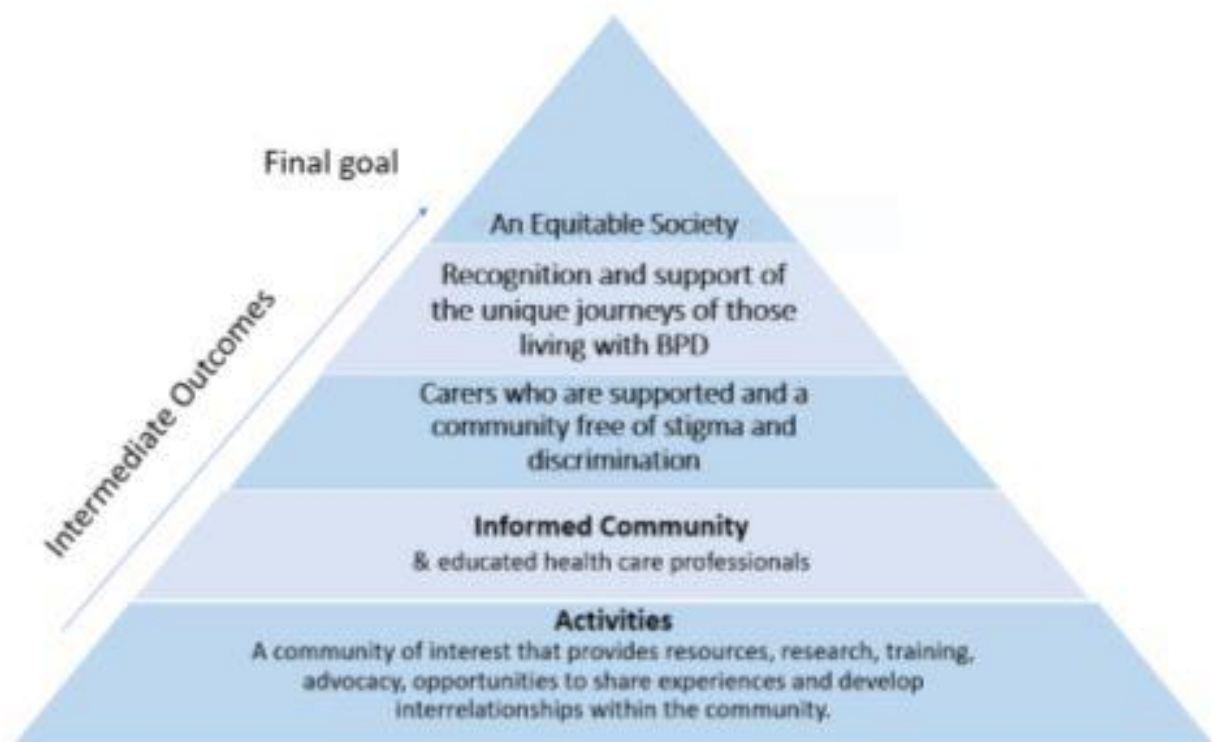 Final goal
Intermediate Outcomes
An Equitable Society
Recognition and support of
the unique journeys of those
living with BPD
Carers who are supported and a
community free of stigma and
discrimination
Informed Community
& educated health care professionals
Activities
A community of interest that provides resources, research, training,
advocacy, opportunities to share experiences and develop
interrelationships within the community.